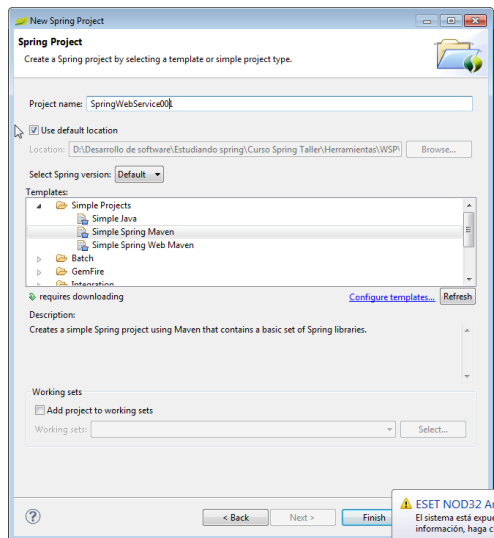 New Spring Project
Spring Project
Create a Spring project by selecting a template or simple project type.
Project name: SpringWebService001
Use default location
Location: D:\Desarrollo de software\Estudiando spring\Curso Spring Taller\Herramientas\WSP\ Browse...
Select Spring version: Default
Templates:
Simple Projects
Simple Java
Simple Spring Maven
Simple Spring Web Maven
Batch
GemFire
Integration
requires downloading Configure templates... Refresh
Description:
Creates a simple Spring project using Maven that contains a basic set of Spring libraries.
Working sets
Add project to working sets
Working sets: Select...
< Back Next > Finish
ESET NOD32 An
El sistema está expue
información, haga c